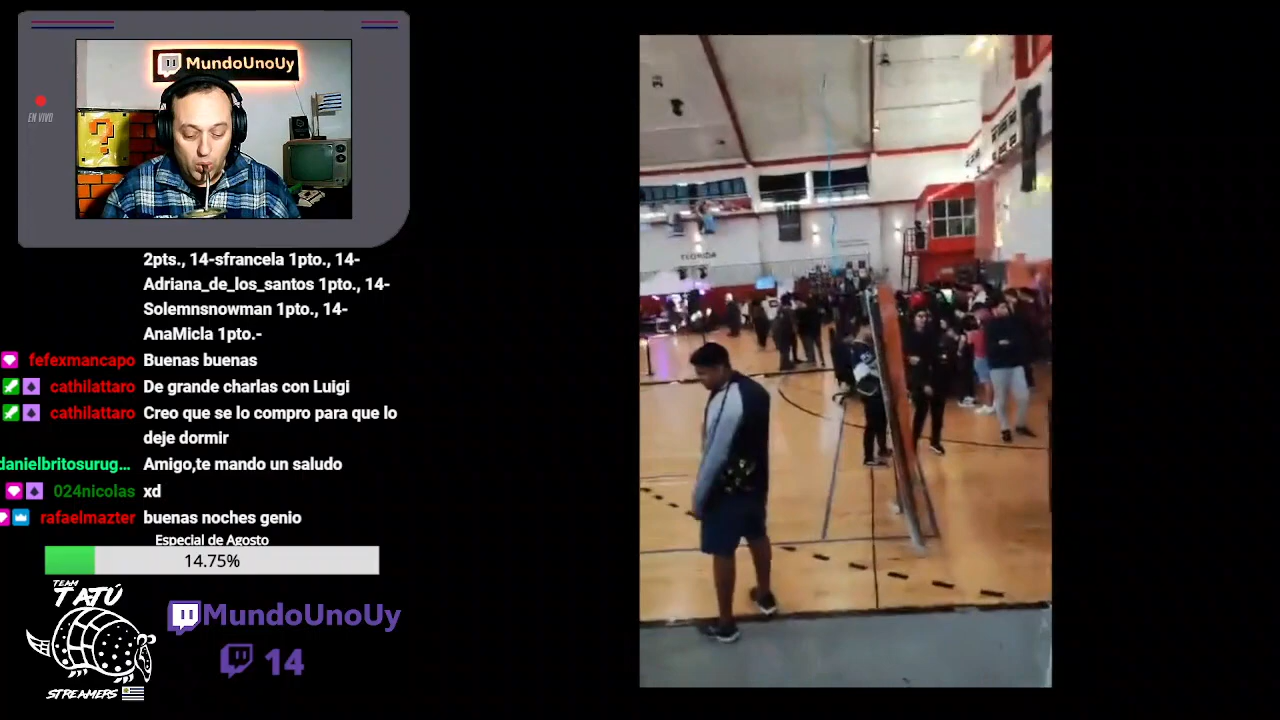 MundoUnoUy
EN VIVO
2pts., 14-sfrancela 1pto., 14-
Adriana_de_los_santos 1pto., 14-
Solemnsnowman 1pto., 14-
AnaMicla 1pto.-
fefexmancapo Buenas buenas
cathilattaro De grande charlas con Luigi
cathilattaro Creo que se lo compro para que lo
deje dormir
danielbritosurug... Amigo,te mando un saludo
024nicolas xd
rafaelmazter buenas noches genio
Especial de Agosto
14.75%
TEAM
TATÚ
STREAMERS
MundoUnoUy
14